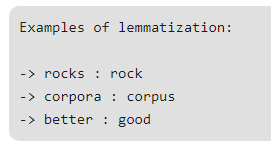 Examples of lemmatization:
-> rocks : rock
-> corpora : corpus
-> better : good